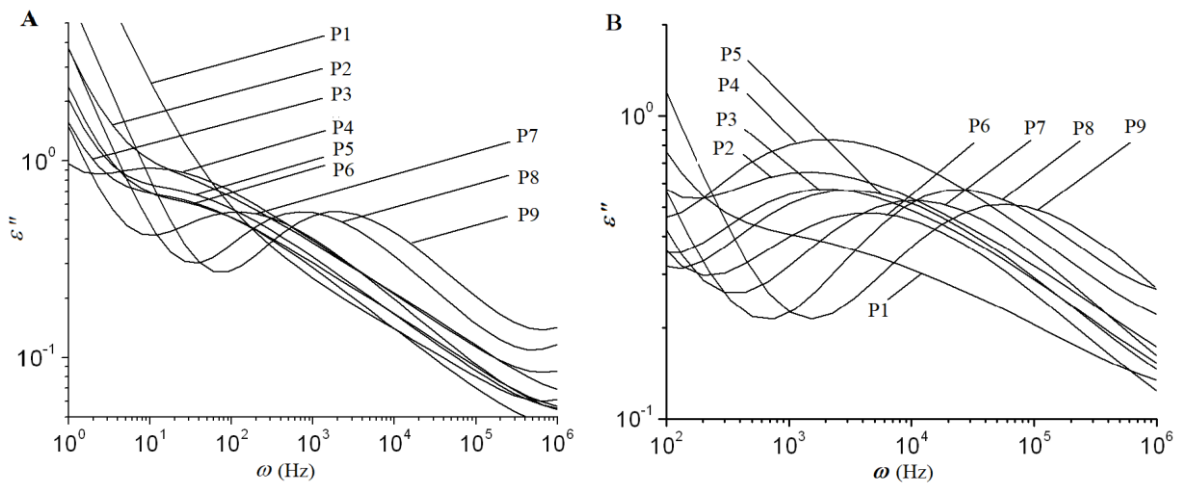 A
P1
P2
P3
P4
P5
P6
P7
P8
P9
10⁰
10⁻¹
ε"
10⁰ 10¹ 10² 10³ 10⁴ 10⁵ 10⁶
ω (Hz)
B
P5
P4
P3
P2
P6 P7 P8 P9
P1
10⁰
10⁻¹
ε"
10² 10³ 10⁴ 10⁵ 10⁶
ω (Hz)